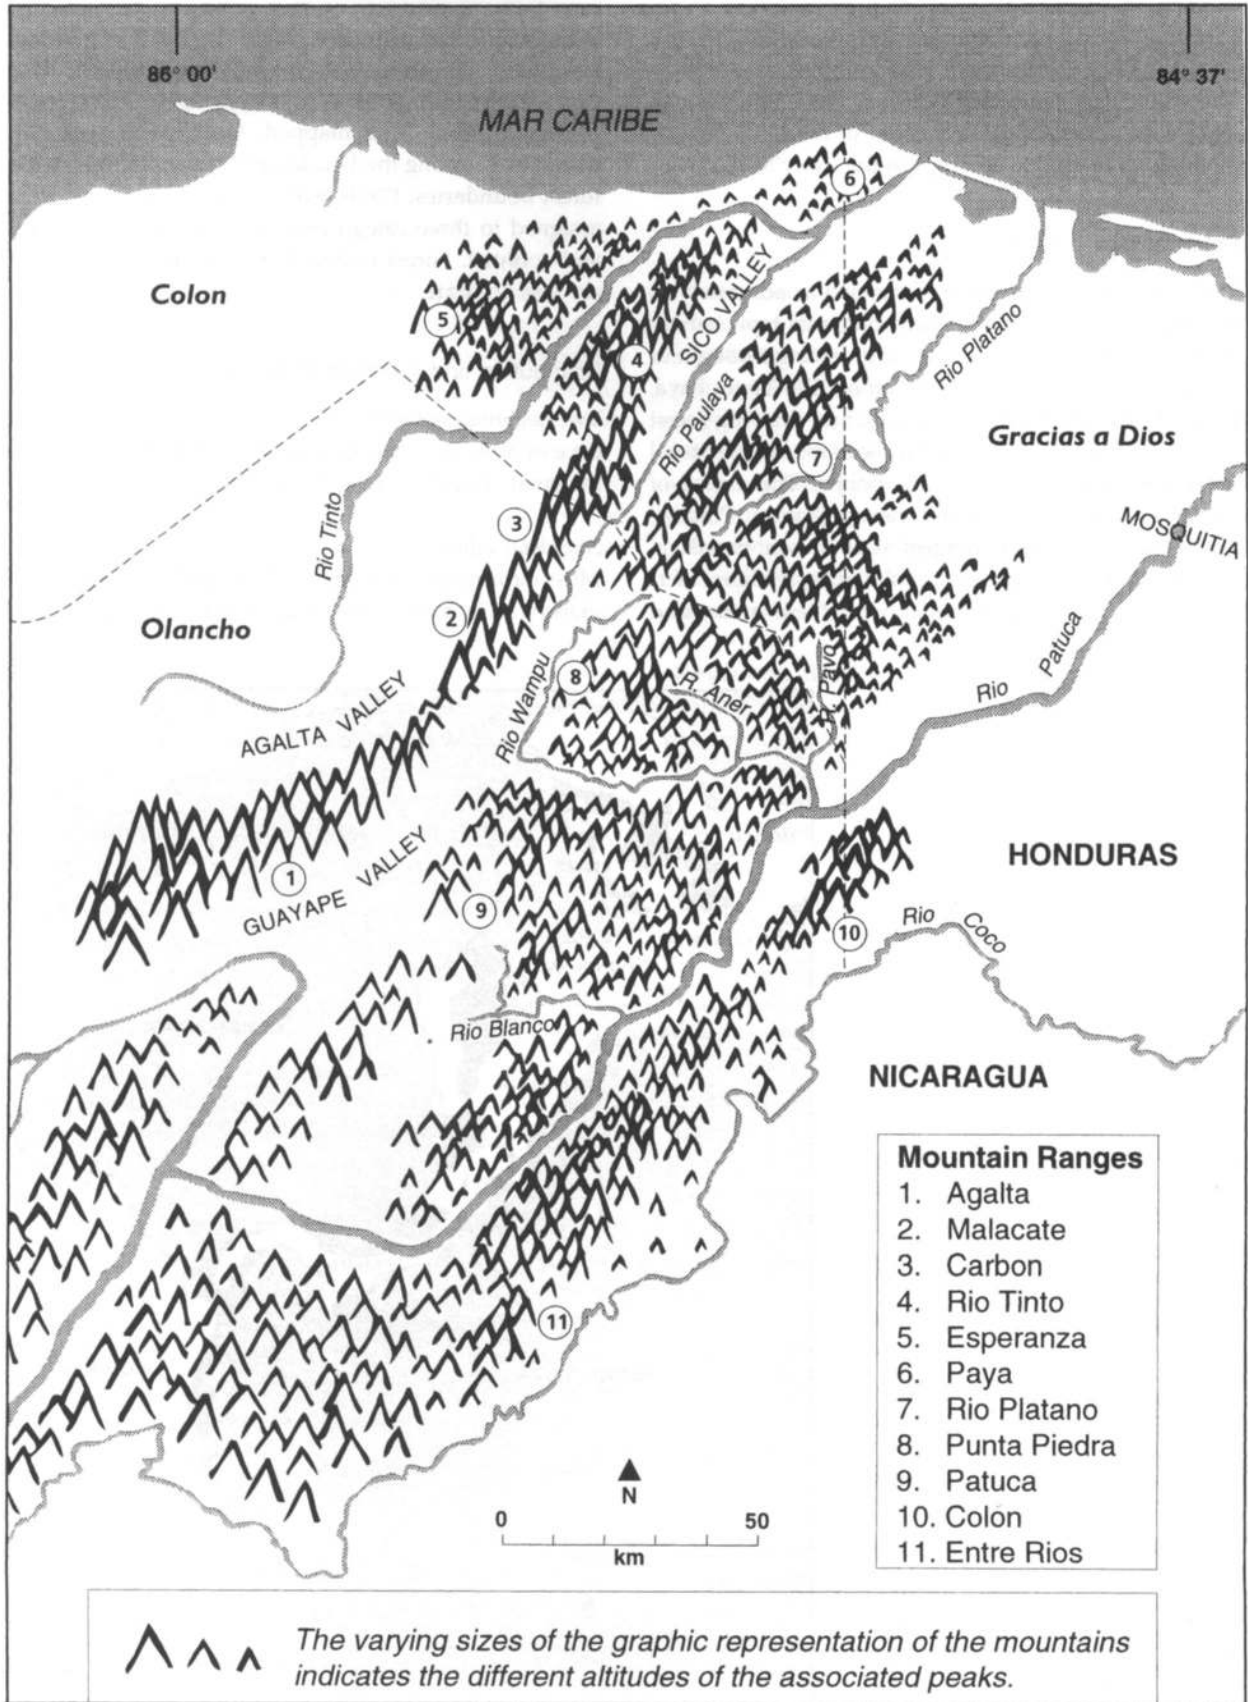 86° 00'
84° 37'
MAR CARIBE
6
Colon
5
4
SICO VALLEY
Rio Paulaya
Rio Platano
7
Gracias a Dios
MOSQUITIA
Rio Tinto
3
2
Olancho
8
Rio Wampu
R. Aner
R. Pavo
Rio Patuca
AGALTA VALLEY
GUAYAPE VALLEY
1
9
10
HONDURAS
Rio Coco
Rio Blanco
NICARAGUA
11
Mountain Ranges
1. Agalta
2. Malacate
3. Carbon
4. Rio Tinto
5. Esperanza
6. Paya
7. Rio Platano
8. Punta Piedra
9. Patuca
10. Colón
11. Entre Rios
N
0 50
km
The varying sizes of the graphic representation of the mountains
indicates the different altitudes of the associated peaks.